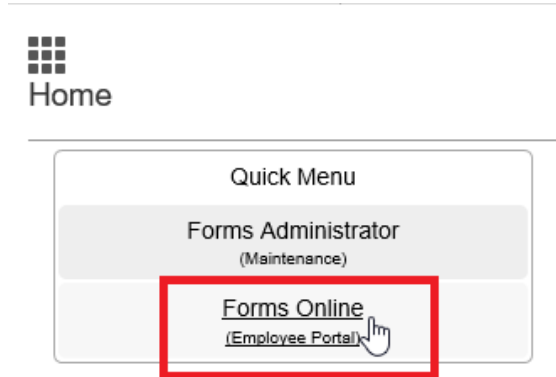 Home
Quick Menu
Forms Administrator
(Maintenance)
Forms Online
(Employee Portal)